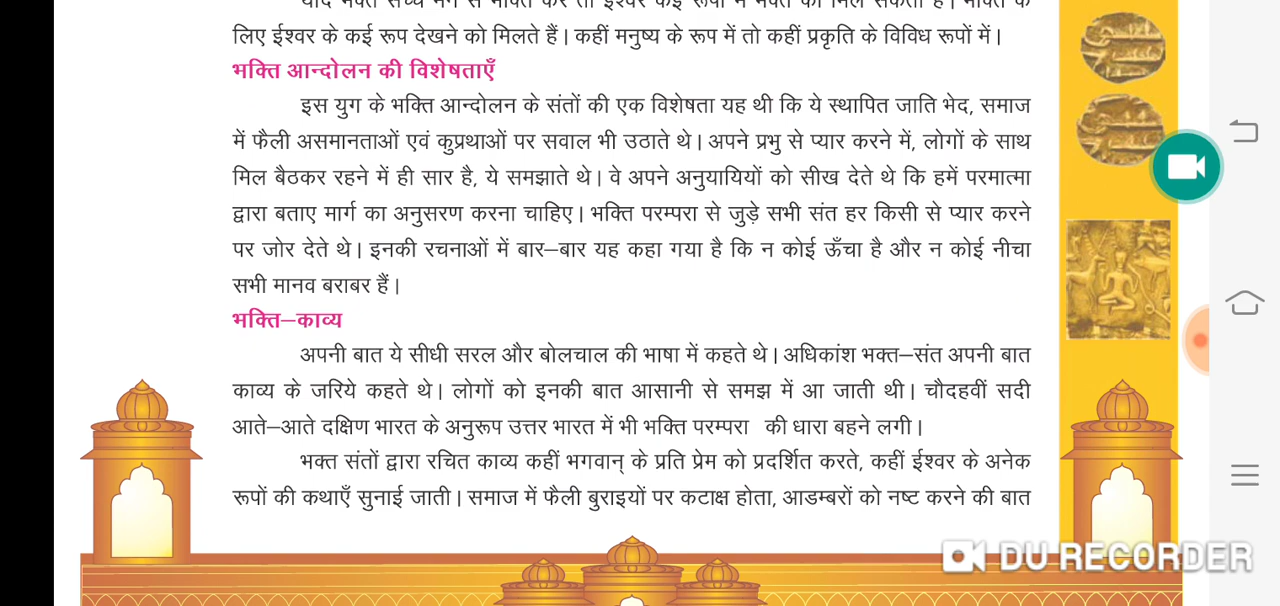 लिए ईश्वर के कई रूप देखने को मिलते हैं। कहीं मनुष्य के रूप में तो कहीं प्रकृति के विविध रूपों में।
भक्ति आन्दोलन की विशेषताएँ
इस युग के भक्ति आन्दोलन के संतों की एक विशेषता यह थी कि ये स्थापित जाति भेद, समाज
में फैली असमानताओं एवं कुप्रथाओं पर सवाल भी उठाते थे। अपने प्रभु से प्यार करने में, लोगों के साथ
मिल बैठकर रहने में ही सार है, ये समझाते थे। वे अपने अनुयायियों को सीख देते थे कि हमें परमात्मा
द्वारा बताए मार्ग का अनुसरण करना चाहिए। भक्ति परम्परा से जुड़े सभी संत हर किसी से प्यार करने
पर जोर देते थे। इनकी रचनाओं में बार–बार यह कहा गया है कि न कोई ऊँचा है और न कोई नीचा
सभी मानव बराबर हैं।
भक्ति–काव्य
अपनी बात ये सीधी सरल और बोलचाल की भाषा में कहते थे। अधिकांश भक्त–संत अपनी बात
काव्य के जरिये कहते थे। लोगों को इनकी बात आसानी से समझ में आ जाती थी। चौदहवीं सदी
आते–आते दक्षिण भारत के अनुरूप उत्तर भारत में भी भक्ति परम्परा की धारा बहने लगी।
भक्त संतों द्वारा रचित काव्य कहीं भगवान् के प्रति प्रेम को प्रदर्शित करते, कहीं ईश्वर के अनेक
रूपों की कथाएँ सुनाई जाती। समाज में फैली बुराइयों पर कटाक्ष होता, आडम्बरों को नष्ट करने की बात
DU RECORDER